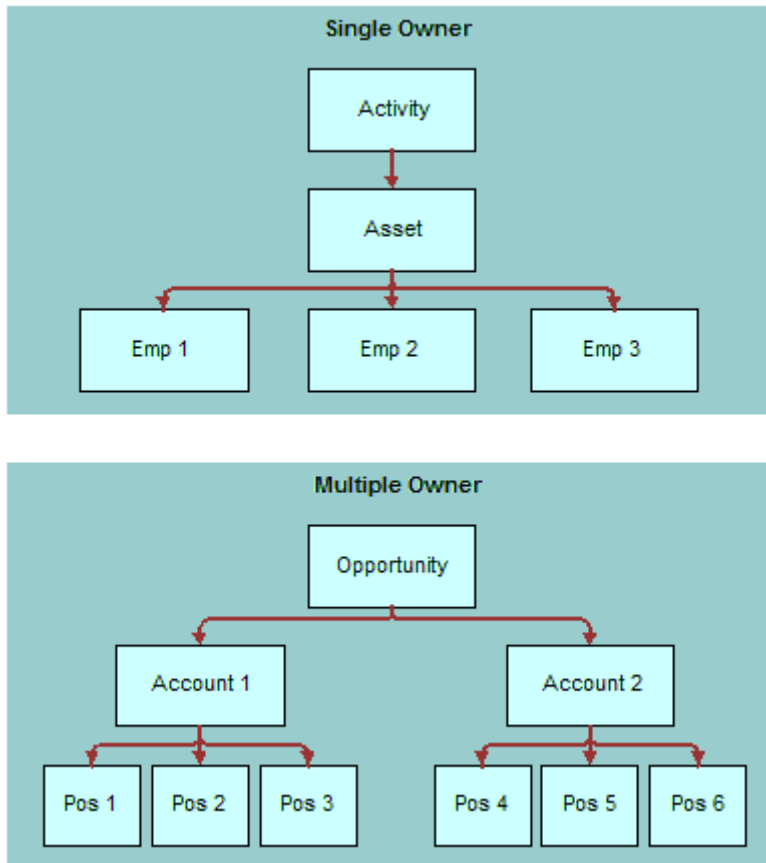 Single Owner
Activity
Asset
Emp 1 Emp 2 Emp 3
Multiple Owner
Opportunity
Account 1 Account 2
Pos 1 Pos 2 Pos 3 Pos 4 Pos 5 Pos 6